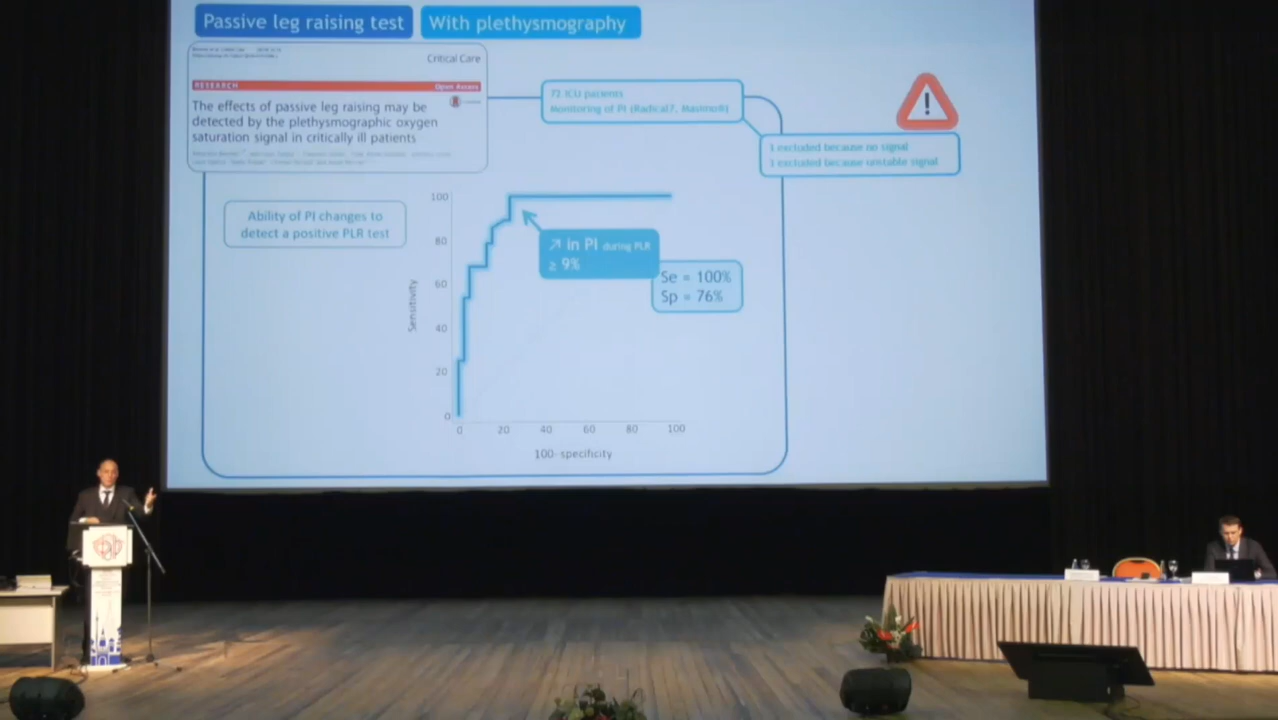 Passive leg raising test
With plethysmography
Critical Care
RESEARCH
Open Access
The effects of passive leg raising may be
detected by the plethysmographic oxygen
saturation signal in critically ill patients
72 ICU patients
Monitoring of PI (Radical7, Masimo®)
!
excluded because no signal
excluded because unstable signal
Ability of PI changes to
detect a positive PLR test
↗ in PI during PLR
≥ 9%
Se = 100%
Sp = 76%
Sensitivity
100
80
60
40
20
0
0 20 40 60 80 100
100-specificity